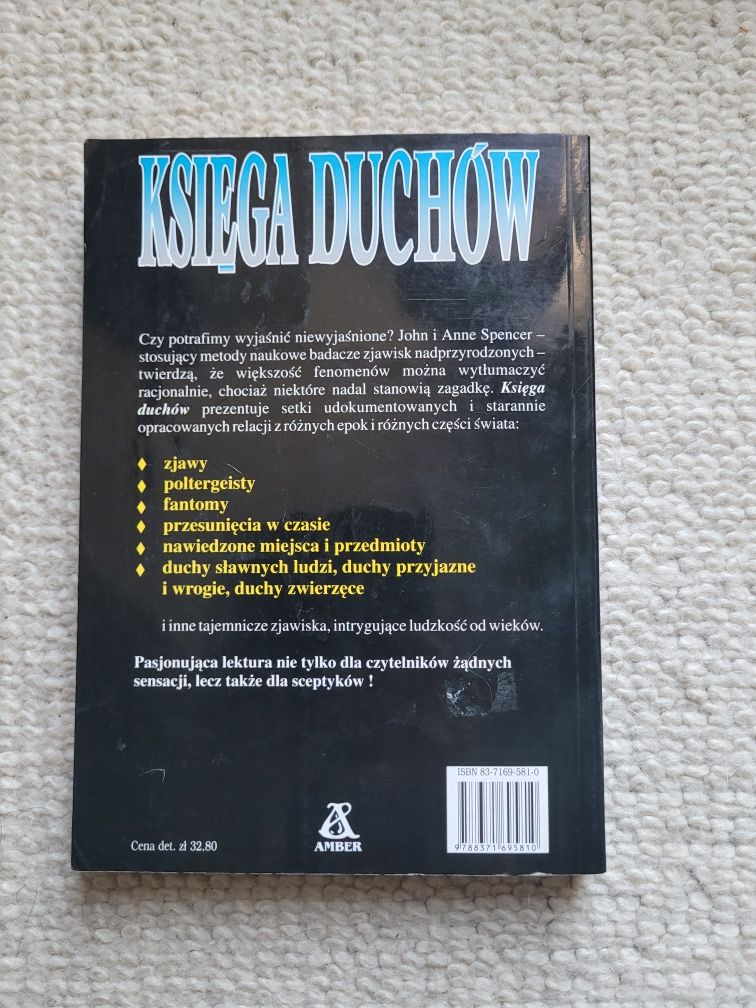 KSIĘGA DUCHÓW
Czy potrafimy wyjaśnić niewyjaśnione? John i Anne Spencer –
stosujący metody naukowe badacze zjawisk nadprzyrodzonych –
twierdzą, że większość fenomenów można wytłumaczyć
racjonalnie, chociaż niektóre nadal stanowią zagadkę. Księga
duchów prezentuje setki udokumentowanych i starannie
opracowanych relacji z różnych epok i różnych części świata:
♦ zjawy
♦ poltergeisty
♦ fantomy
♦ przesunięcia w czasie
♦ nawiedzone miejsca i przedmioty
♦ duchy sławnych ludzi, duchy przyjazne
i wrogie, duchy zwierzęce
i inne tajemnicze zjawiska, intrygujące ludzkość od wieków.
Pasjonująca lektura nie tylko dla czytelników żądnych
sensacji, lecz także dla sceptyków !
ISBN 83-7169-581-0
9 788371 695810
Cena det. zł 32,80
AMBER